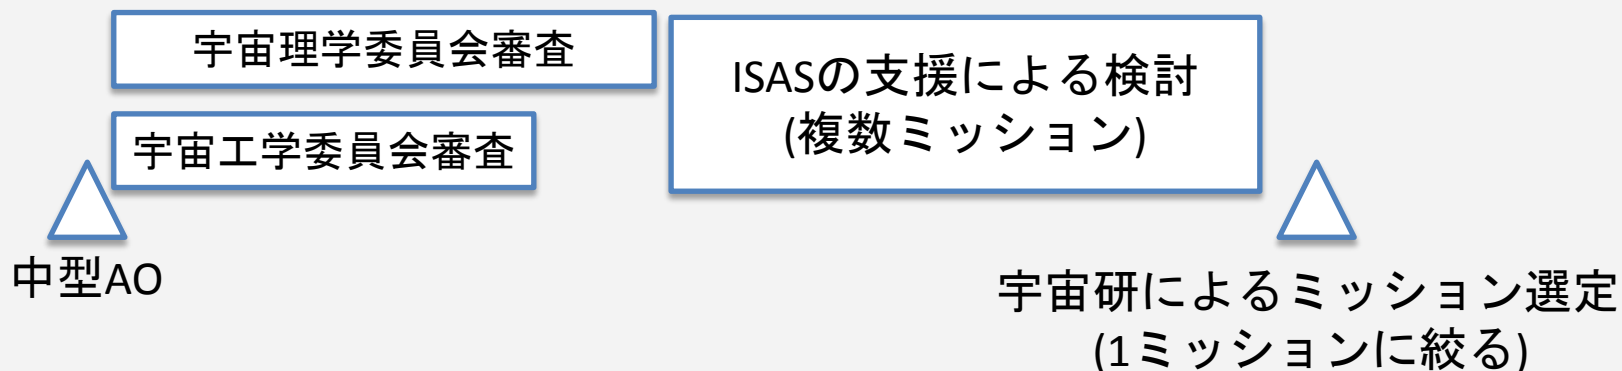 宇宙理学委員会審査
宇宙工学委員会審査
ISASの支援による検討
(複数ミッション)
中型AO
宇宙研によるミッション選定
(1ミッションに絞る)